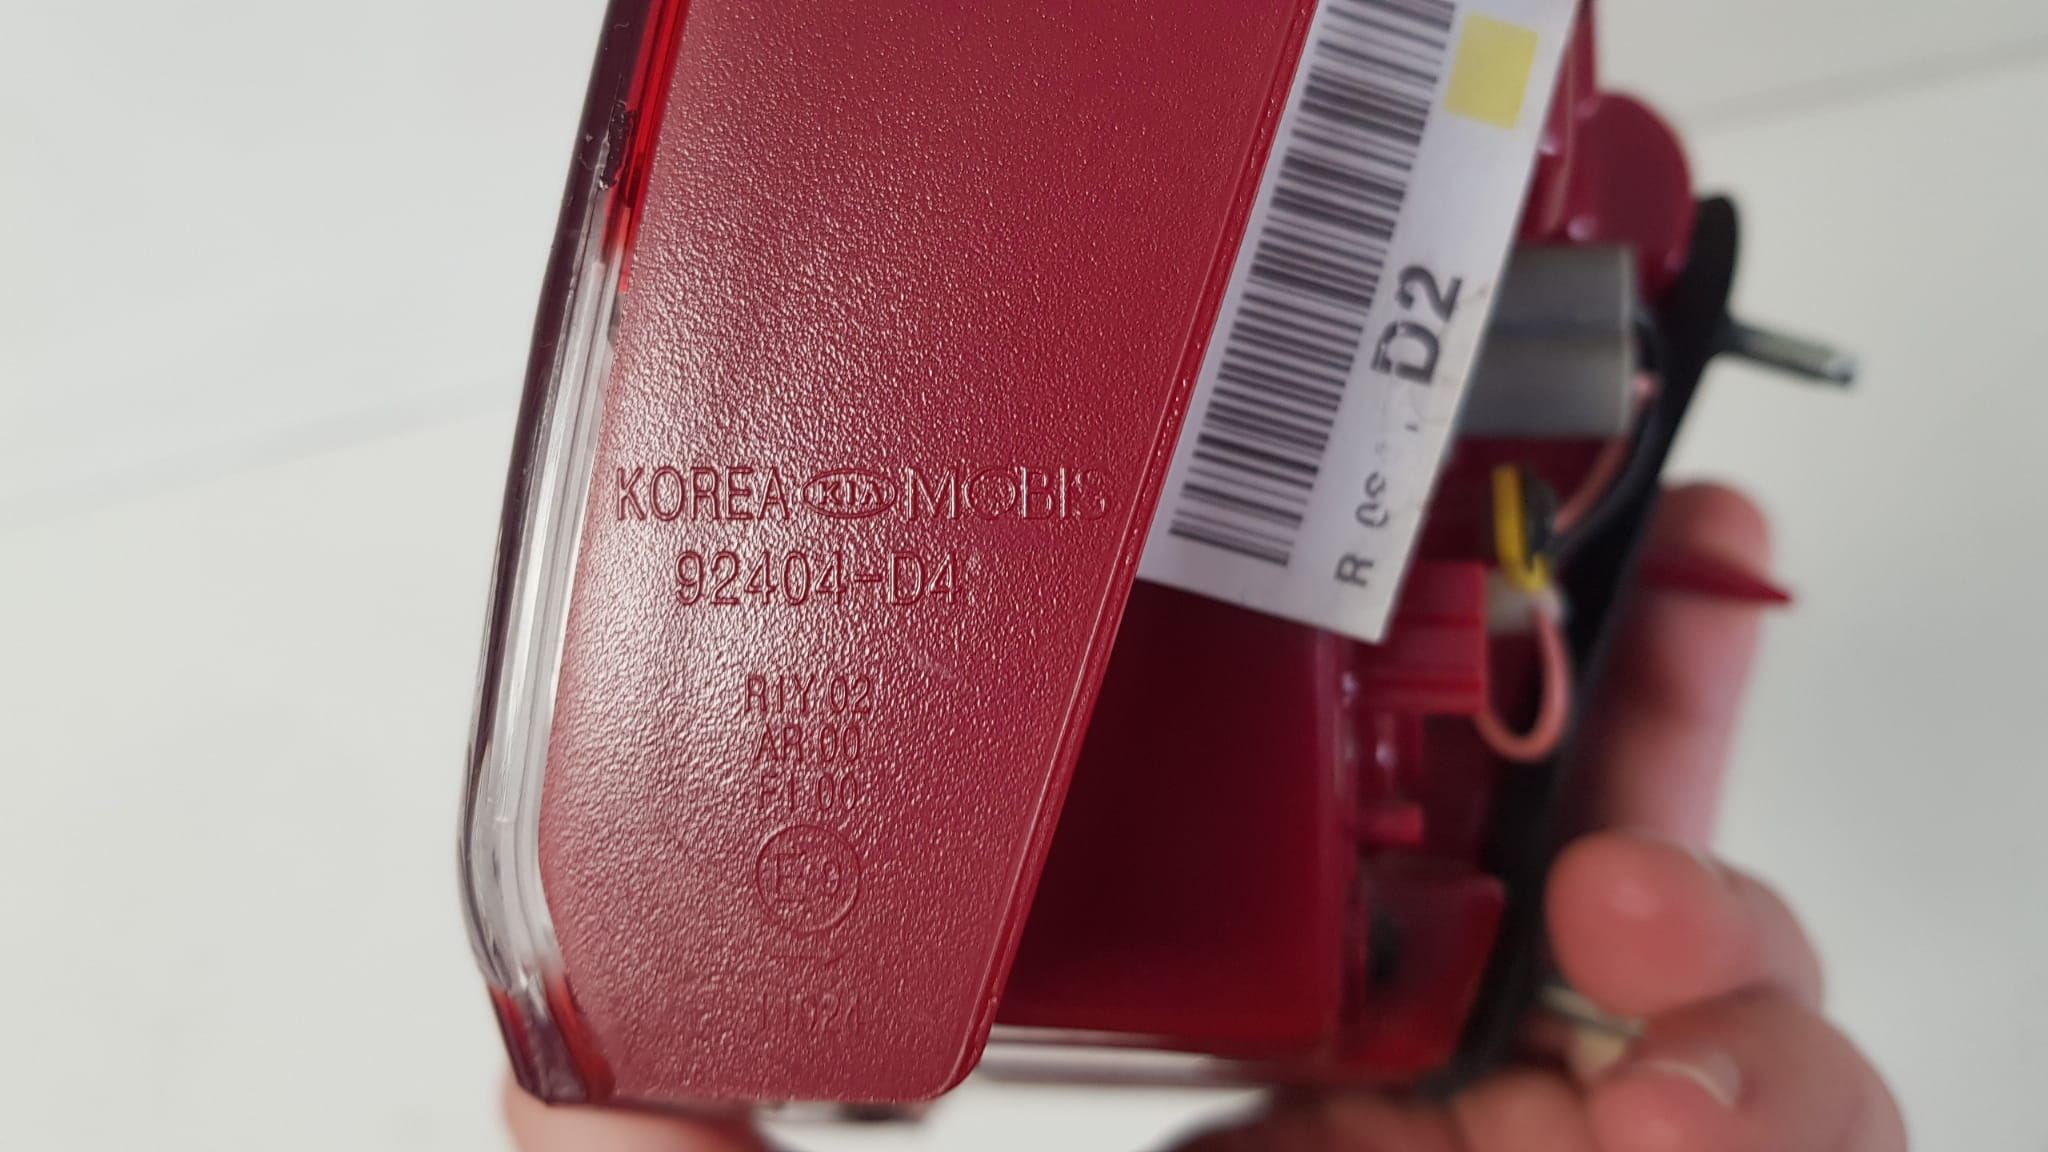 KOREA KIA MOBIS
92404-D4
R1Y 02
AR 00
F1 00
D2
R